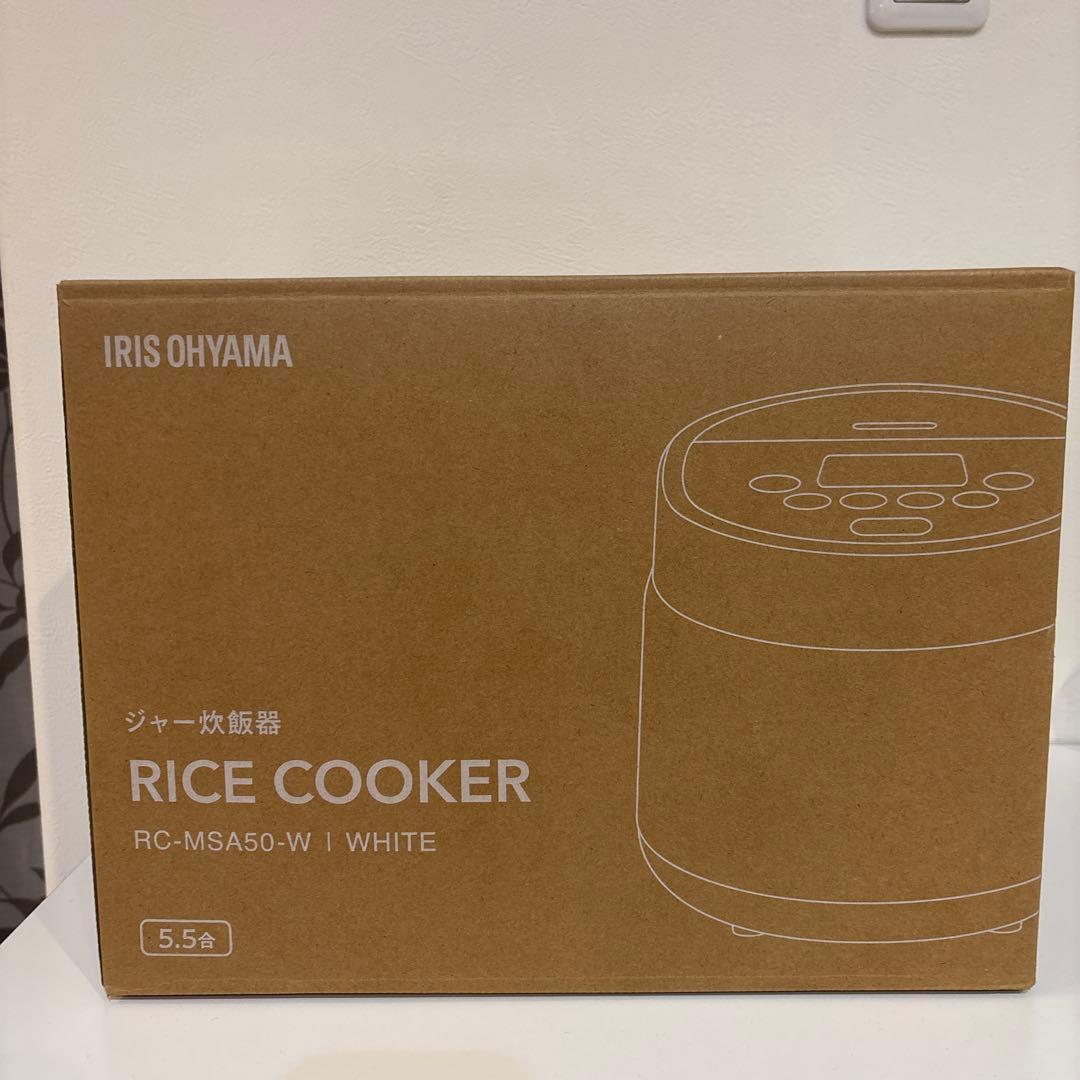 IRIS OHYAMA
ジャー炊飯器
RICE COOKER
RC-MSA50-W | WHITE
5.5合